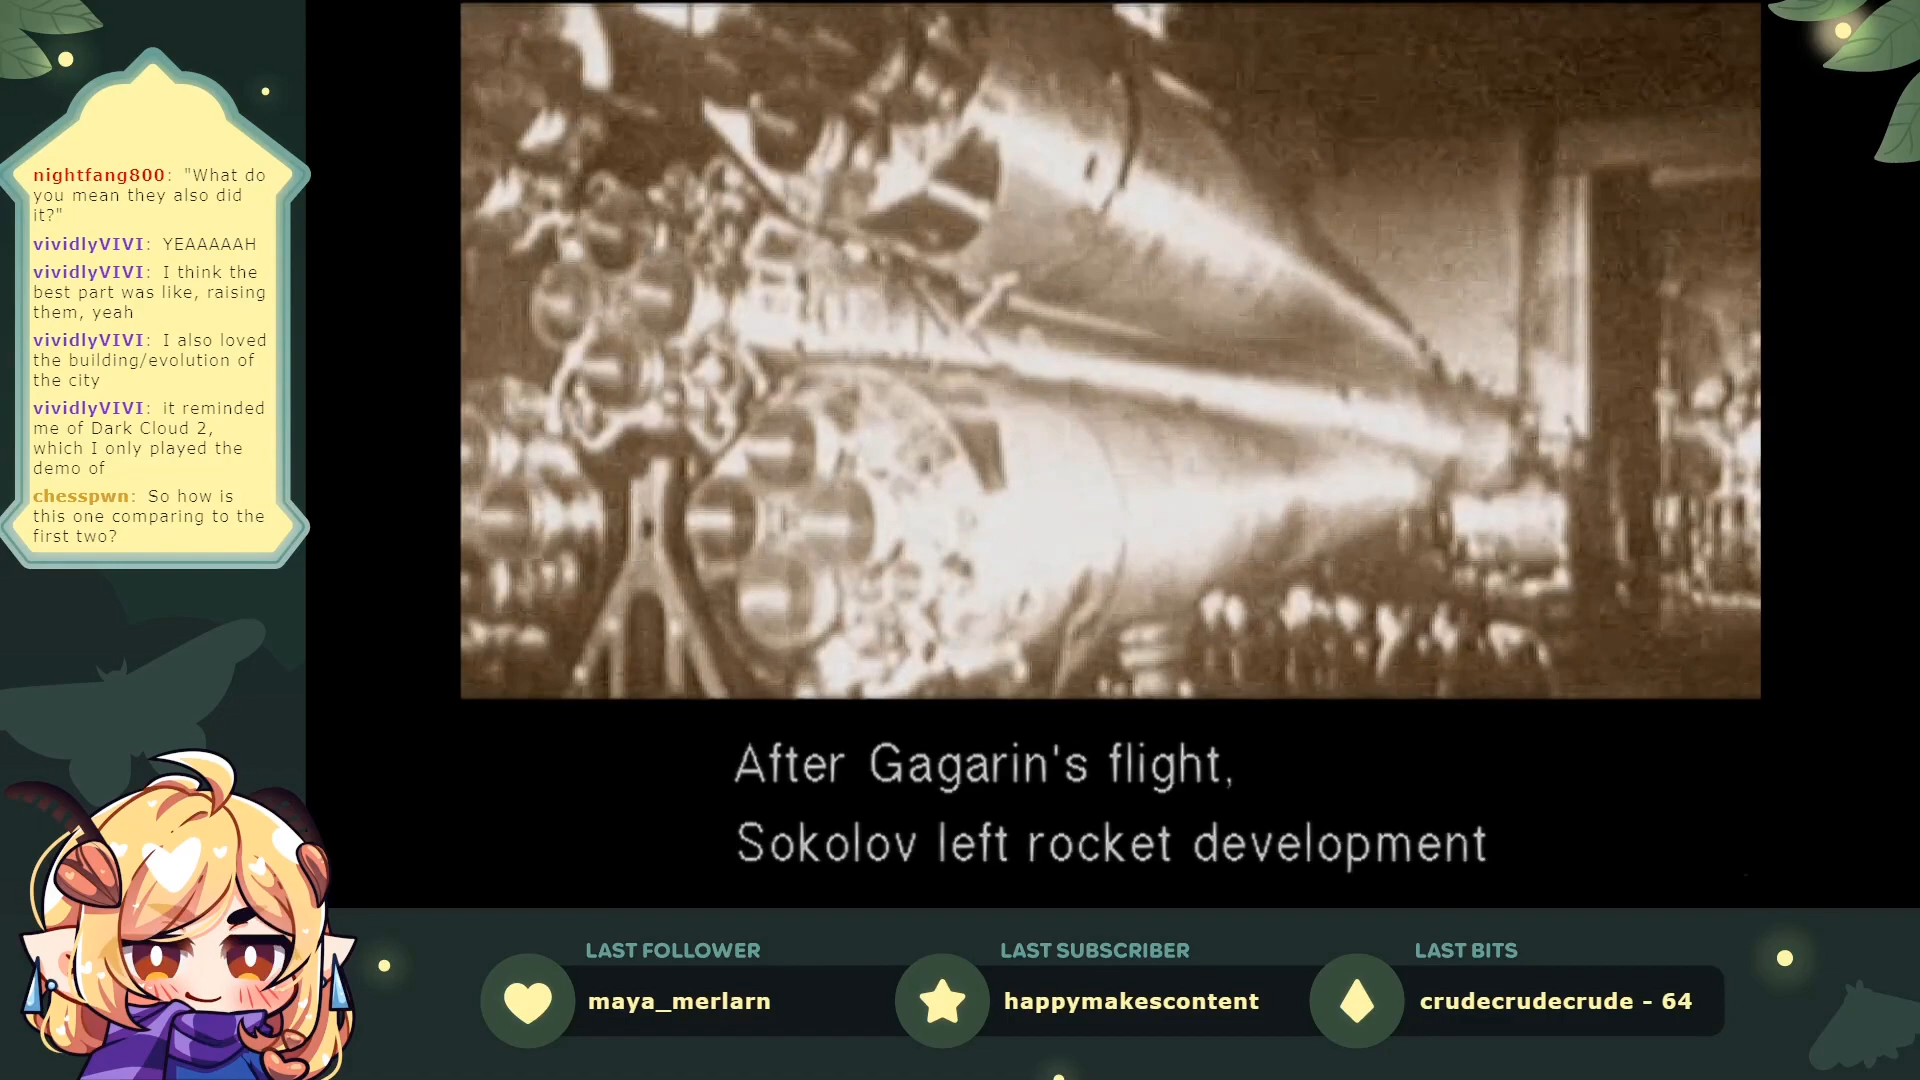 nightfang800: "What do
you mean they also did
it?"
vividlyVIVI: YEAAAAAH
vividlyVIVI: I think the
best part was like, raising
them, yeah
vividlyVIVI: I also loved
the building/evolution of
the city
vividlyVIVI: it reminded
me of Dark Cloud 2,
which I only played the
demo of
chesspwn: So how is
this one comparing to the
first two?
After Gagarin's flight,
Sokolov left rocket development
LAST FOLLOWER
maya_merlarn
LAST SUBSCRIBER
happymakescontent
LAST BITS
crudecrudecrude - 64